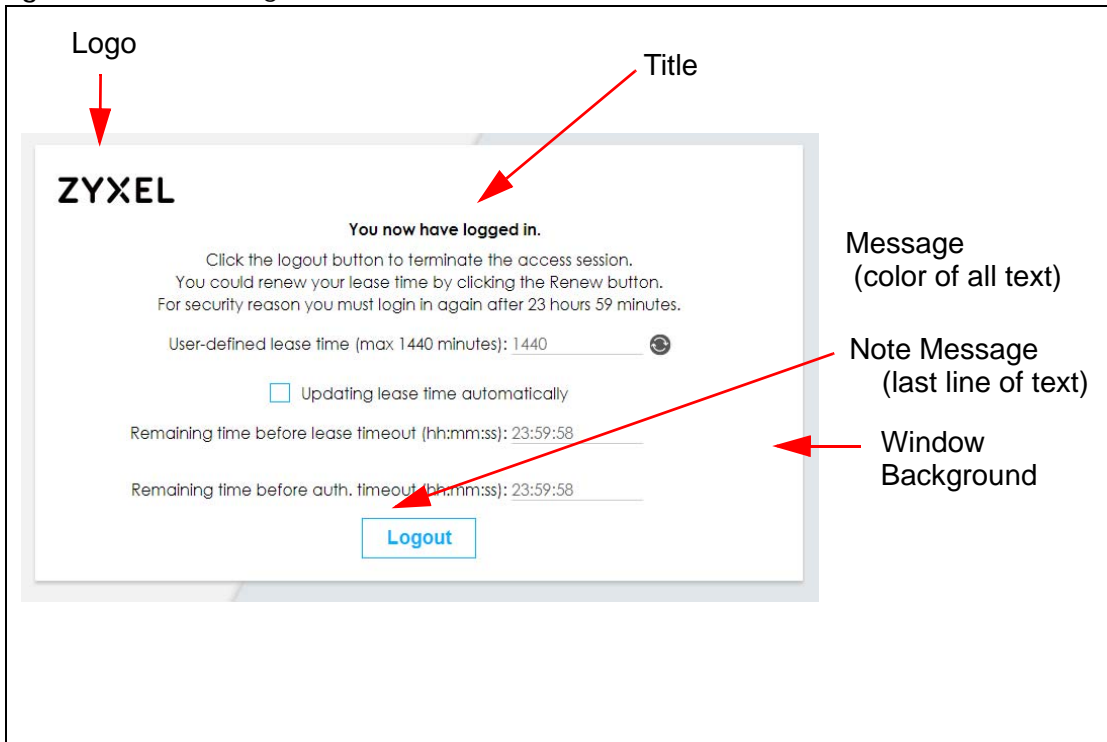 Logo
Title
ZYXEL
You now have logged in.
Click the logout button to terminate the access session.
You could renew your lease time by clicking the Renew button.
For security reason you must login in again after 23 hours 59 minutes.
User-defined lease time (max 1440 minutes): 1440
Updating lease time automatically
Remaining time before lease timeout (hh:mm:ss): 23:59:58
Remaining time before auth. timeout (hh:mm:ss): 23:59:58
Logout
Message
(color of all text)
Note Message
(last line of text)
Window
Background